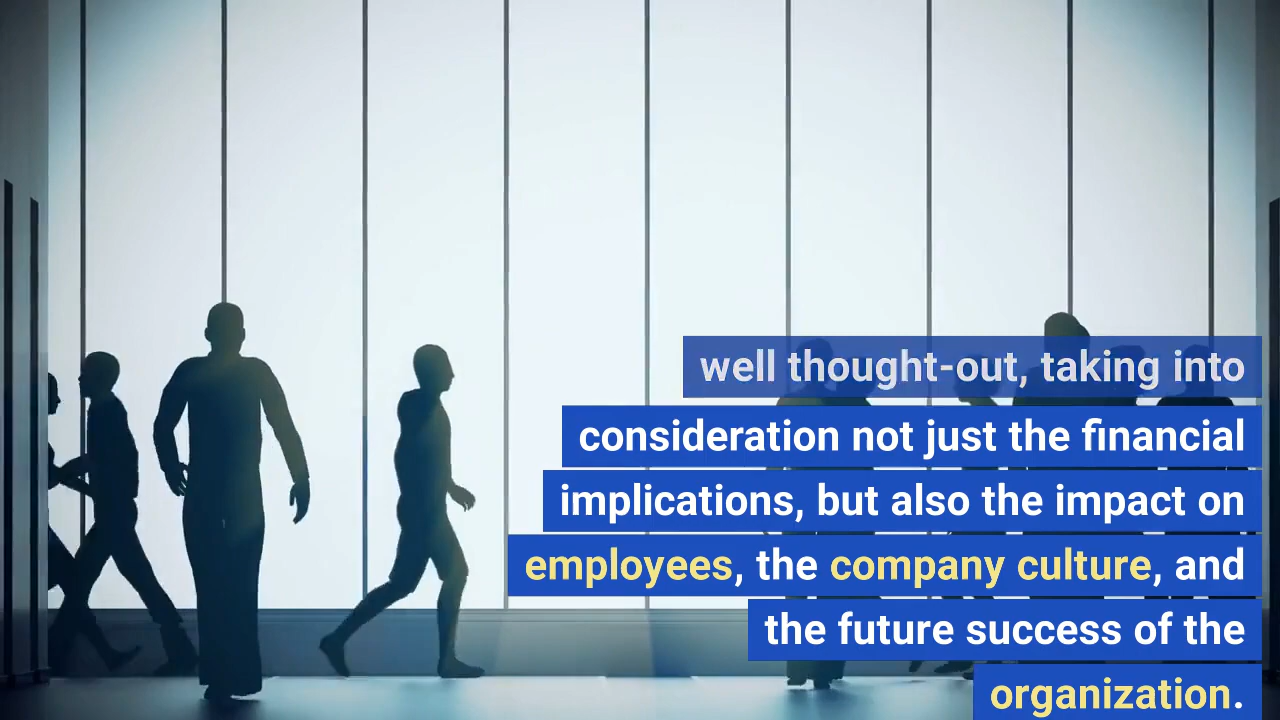 well thought-out, taking into
consideration not just the financial
implications, but also the impact on
employees, the company culture, and
the future success of the
organization.